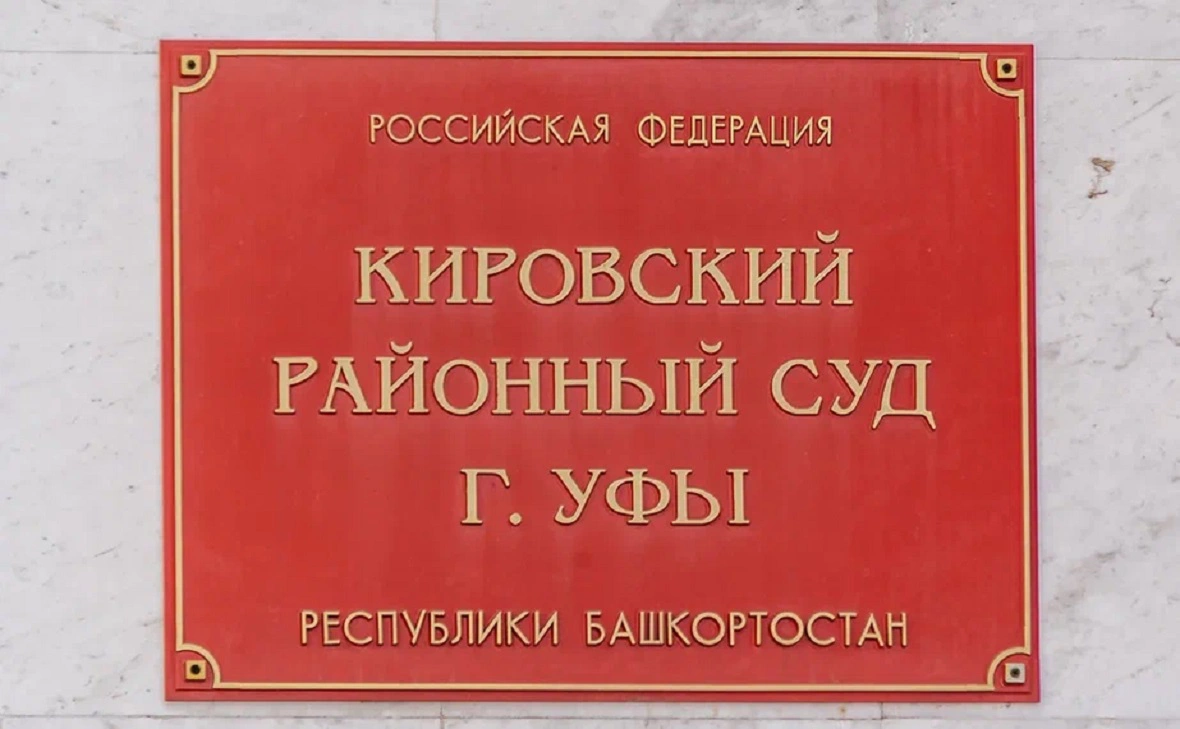 РОССИЙСКАЯ ФЕДЕРАЦИЯ
КИРОВСКИЙ
РАЙОННЫЙ СУД
Г. УФЫ
РЕСПУБЛИКИ БАШКОРТОСТАН